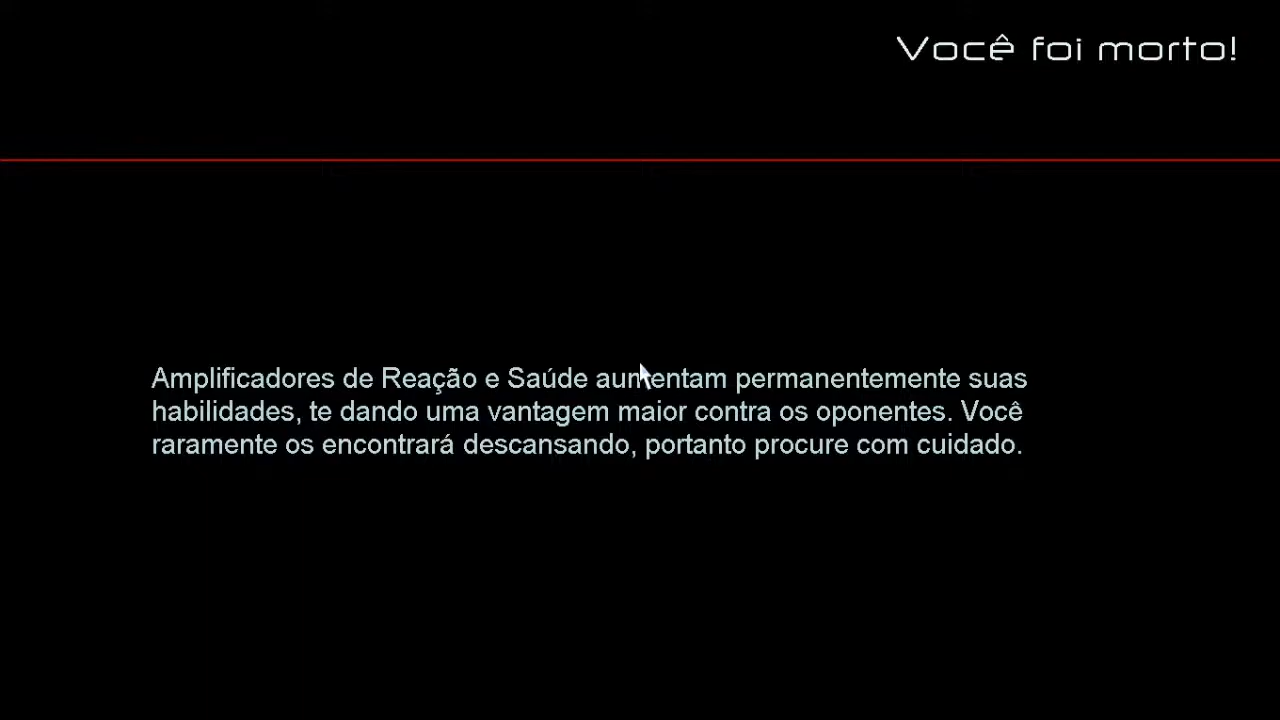 Você foi morto!
Amplificadores de Reação e Saúde aumentam permanentemente suas
habilidades, te dando uma vantagem maior contra os oponentes. Você
raramente os encontrará descansando, portanto procure com cuidado.